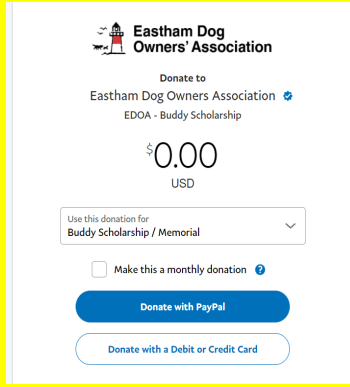 Eastham Dog
Owners' Association
Donate to
Eastham Dog Owners Association
EDOA - Buddy Scholarship
$0.00
USD
Use this donation for
Buddy Scholarship / Memorial
Make this a monthly donation ?
Donate with PayPal
Donate with a Debit or Credit Card